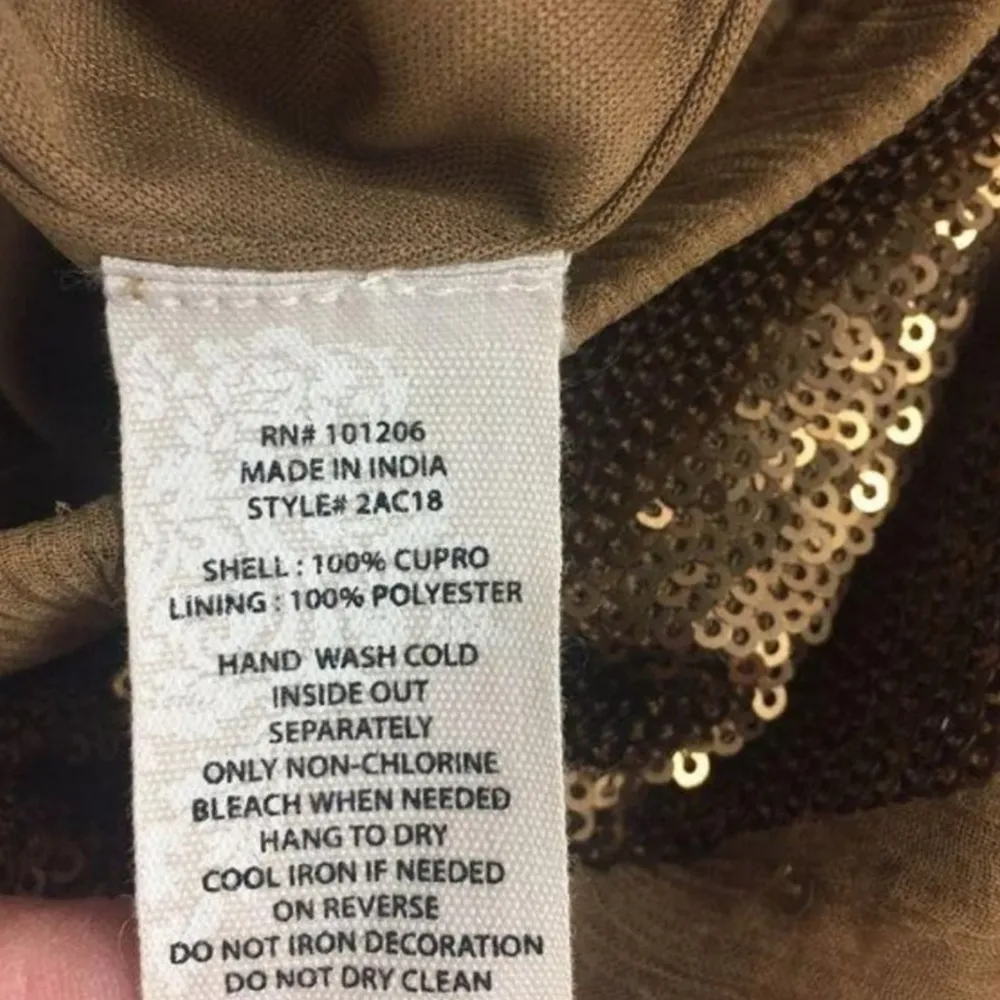 RN# 101206
MADE IN INDIA
STYLE# 2AC18
SHELL : 100% CUPRO
LINING : 100% POLYESTER
HAND WASH COLD
INSIDE OUT
SEPARATELY
ONLY NON-CHLORINE
BLEACH WHEN NEEDED
HANG TO DRY
COOL IRON IF NEEDED
ON REVERSE
DO NOT IRON DECORATION
DO NOT DRY CLEAN